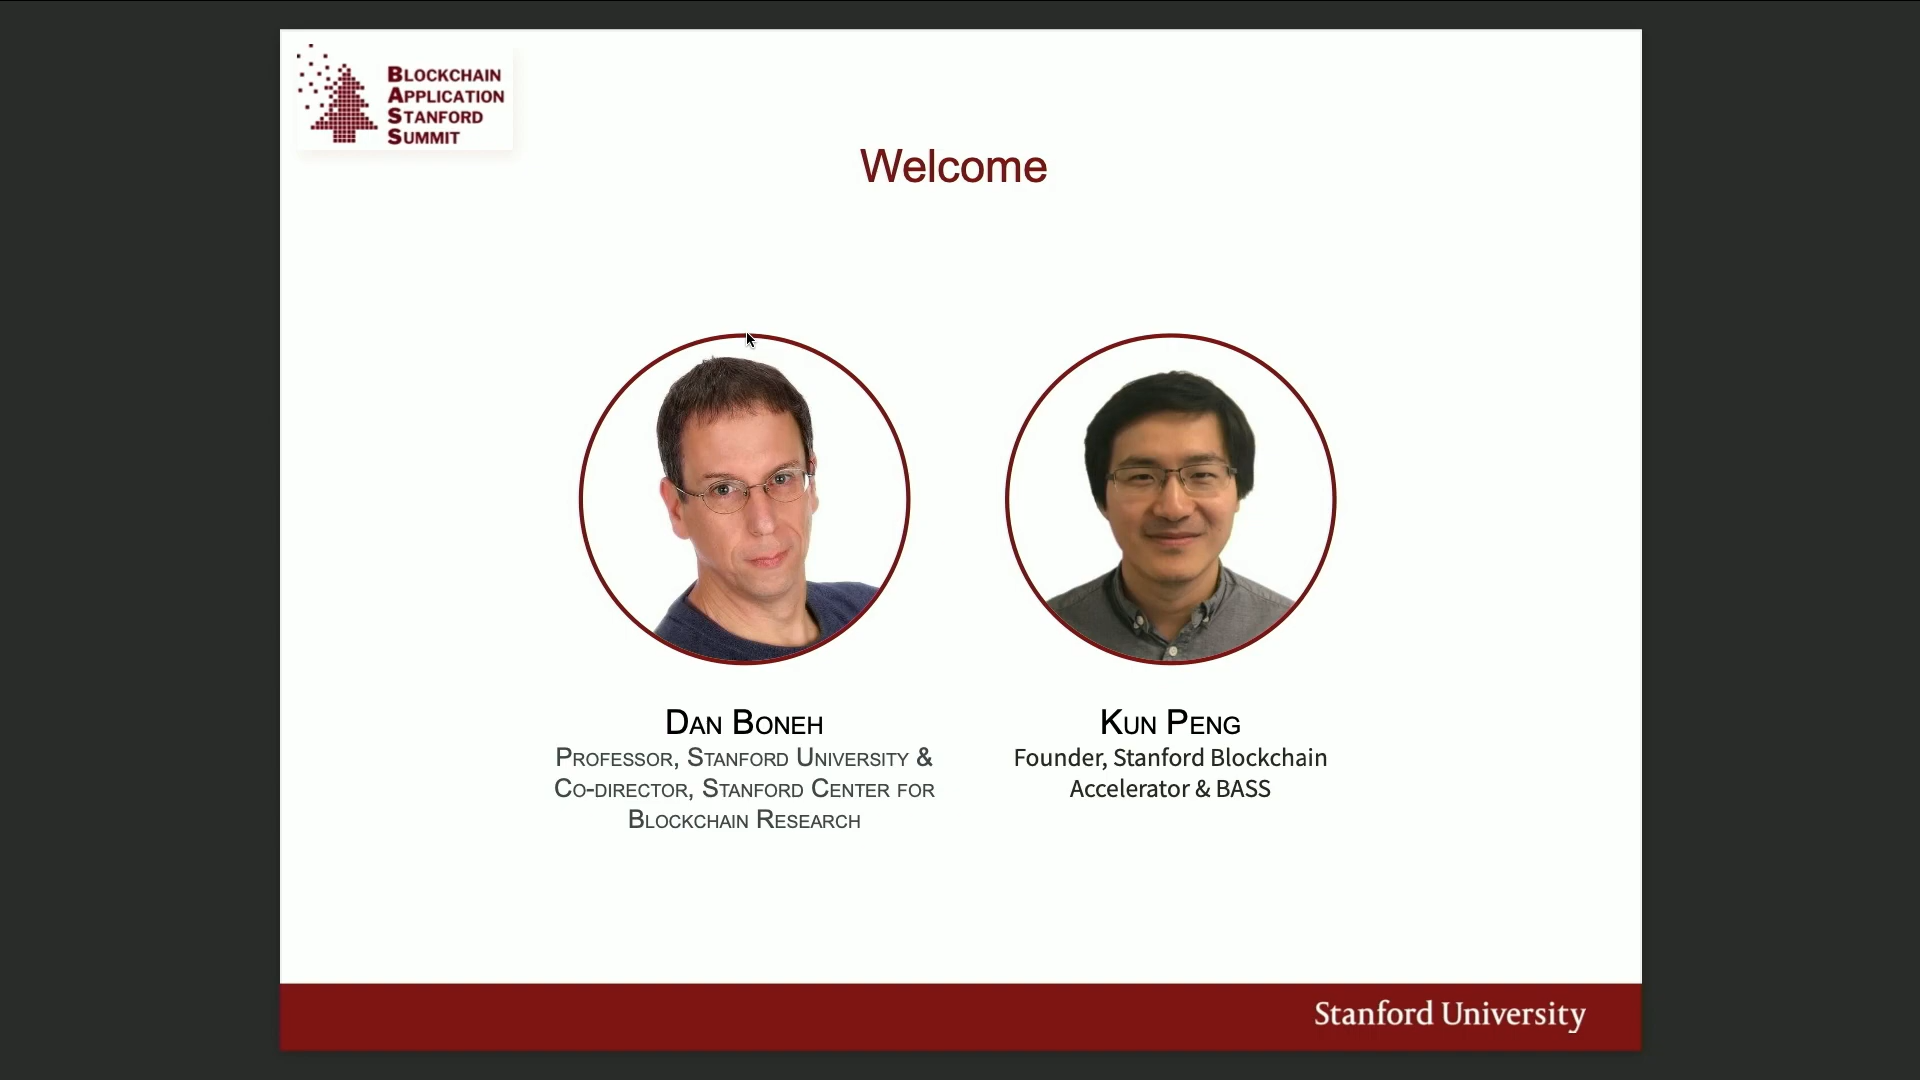 BLOCKCHAIN
APPLICATION
STANFORD
SUMMIT
Welcome
DAN BONEH
PROFESSOR, STANFORD UNIVERSITY &
CO-DIRECTOR, STANFORD CENTER FOR
BLOCKCHAIN RESEARCH
KUN PENG
Founder, Stanford Blockchain
Accelerator & BASS
Stanford University